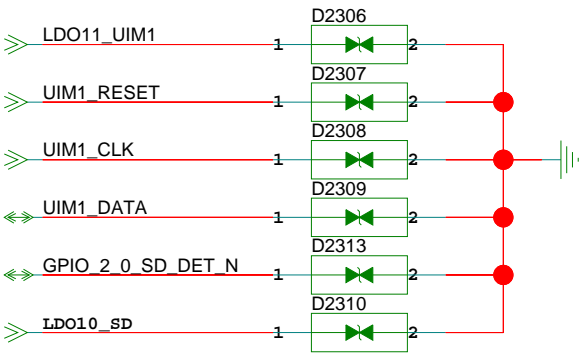 D2306
LDO11_UIM1 1 2
D2307
UIM1_RESET 1 2
D2308
UIM1_CLK 1 2
D2309
UIM1_DATA 1 2
D2313
GPIO_2_0_SD_DET_N 1 2
D2310
LDO10_SD 1 2